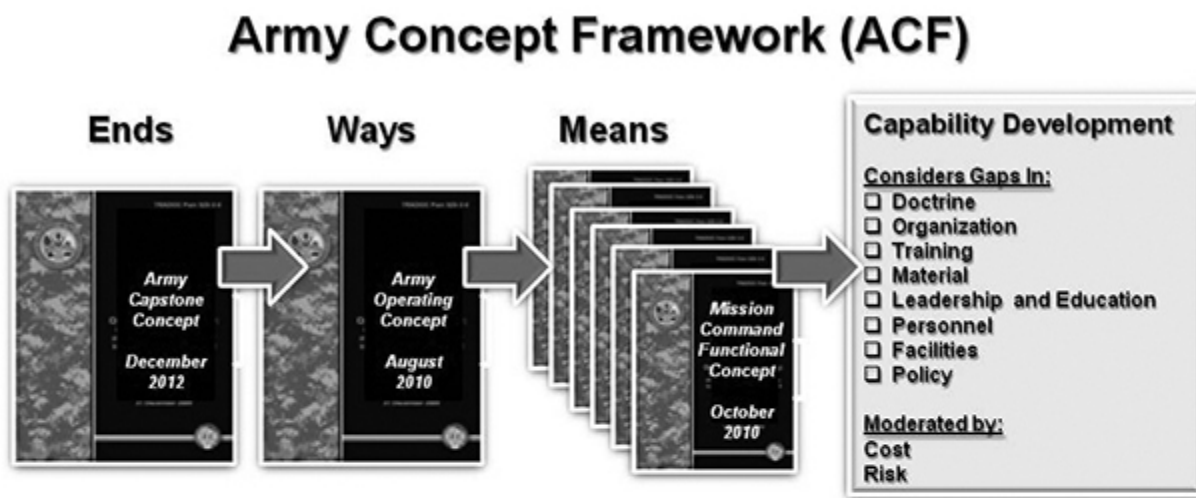 Army Concept Framework (ACF)
Ends
Ways
Means
Army
Capstone
Concept
December
2012
Army
Operating
Concept
August
2010
Mission
Command
Functional
Concept
October
2010
Capability Development
Considers Gaps In:
Doctrine
Organization
Training
Material
Leadership and Education
Personnel
Facilities
Policy
Moderated by:
Cost
Risk